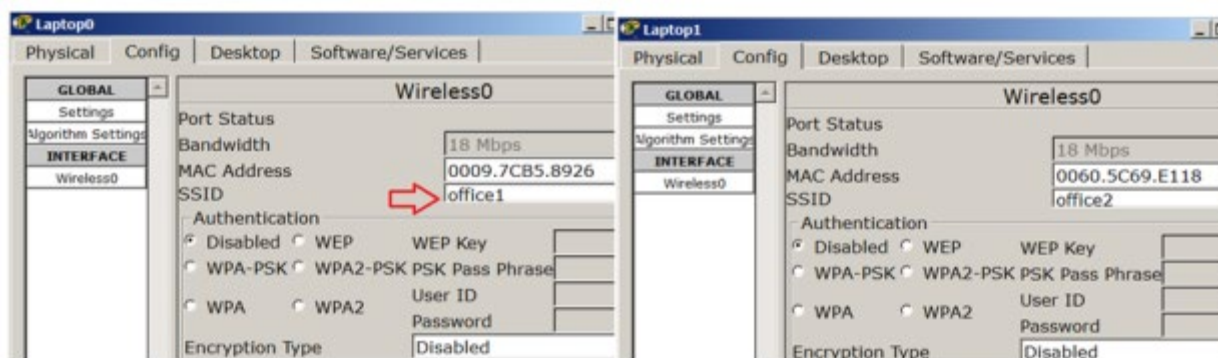 Laptop0
Physical Config Desktop Software/Services
GLOBAL
Settings
Algorithm Settings
INTERFACE
Wireless0
Wireless0
Port Status
Bandwidth 18 Mbps
MAC Address 0009.7CB5.8926
SSID office1
Authentication
Disabled WEP WEP Key
WPA-PSK WPA2-PSK PSK Pass Phrase
WPA WPA2 User ID
Password
Encryption Type Disabled
Laptop1
Physical Config Desktop Software/Services
GLOBAL
Settings
Algorithm Settings
INTERFACE
Wireless0
Wireless0
Port Status
Bandwidth 18 Mbps
MAC Address 0060.5C69.E118
SSID office2
Authentication
Disabled WEP WEP Key
WPA-PSK WPA2-PSK PSK Pass Phrase
WPA WPA2 User ID
Password
Encryption Type Disabled